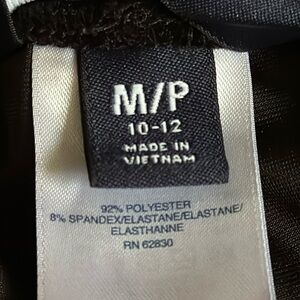 M/P
10-12
MADE IN
VIETNAM
92% POLYESTER
8% SPANDEX/ELASTANE/ELASTANE/
ELASTHANNE
RN 62830